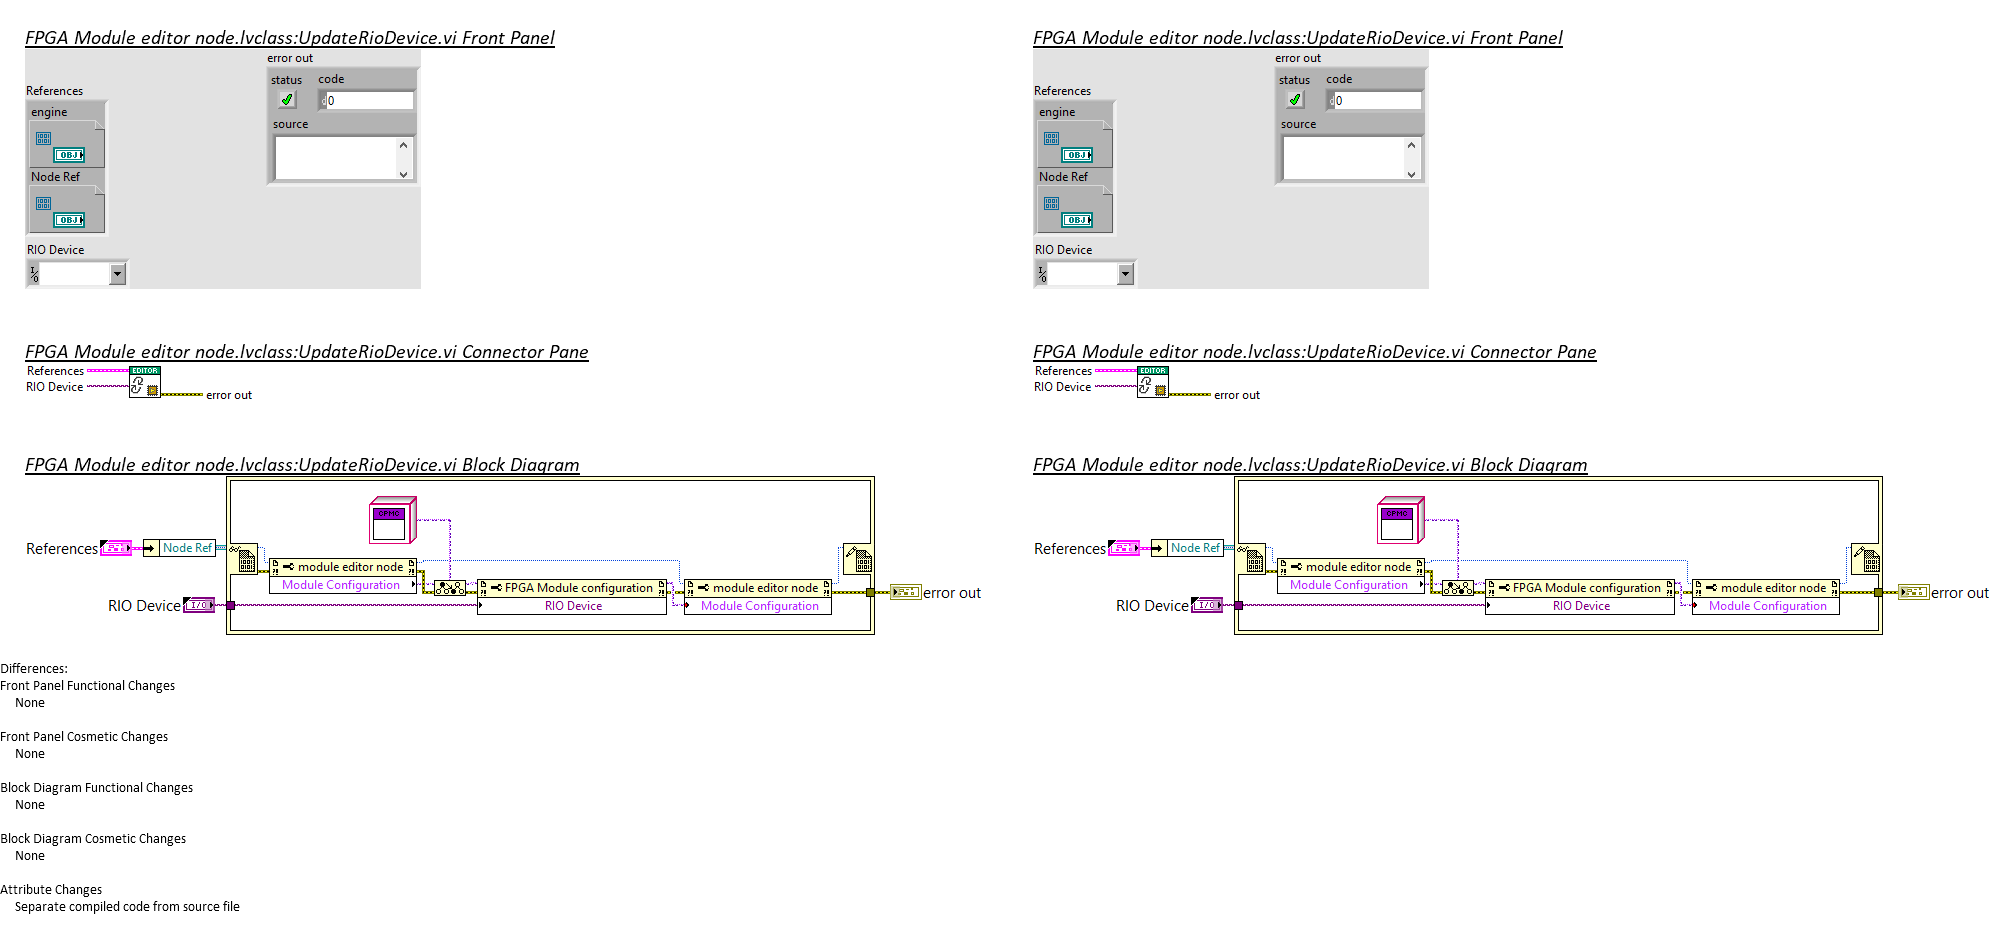 FPGA Module editor node.lvclass:UpdateRioDevice.vi Front Panel
error out
status code
0
source
References
engine
OBJ
Node Ref
OBJ
RIO Device
I/O
FPGA Module editor node.lvclass:UpdateRioDevice.vi Connector Pane
References
EDITOR
RIO Device
error out
FPGA Module editor node.lvclass:UpdateRioDevice.vi Block Diagram
OPMO
References
Node Ref
module editor node
Module Configuration
FPGA Module configuration
RIO Device
module editor node
Module Configuration
RIO Device
I/O
error out
FPGA Module editor node.lvclass:UpdateRioDevice.vi Front Panel
error out
status code
0
source
References
engine
OBJ
Node Ref
OBJ
RIO Device
I/O
FPGA Module editor node.lvclass:UpdateRioDevice.vi Connector Pane
References
EDITOR
RIO Device
error out
FPGA Module editor node.lvclass:UpdateRioDevice.vi Block Diagram
OPMO
References
Node Ref
module editor node
Module Configuration
FPGA Module configuration
RIO Device
module editor node
Module Configuration
RIO Device
I/O
error out
Differences:
Front Panel Functional Changes
None
Front Panel Cosmetic Changes
None
Block Diagram Functional Changes
None
Block Diagram Cosmetic Changes
None
Attribute Changes
Separate compiled code from source file